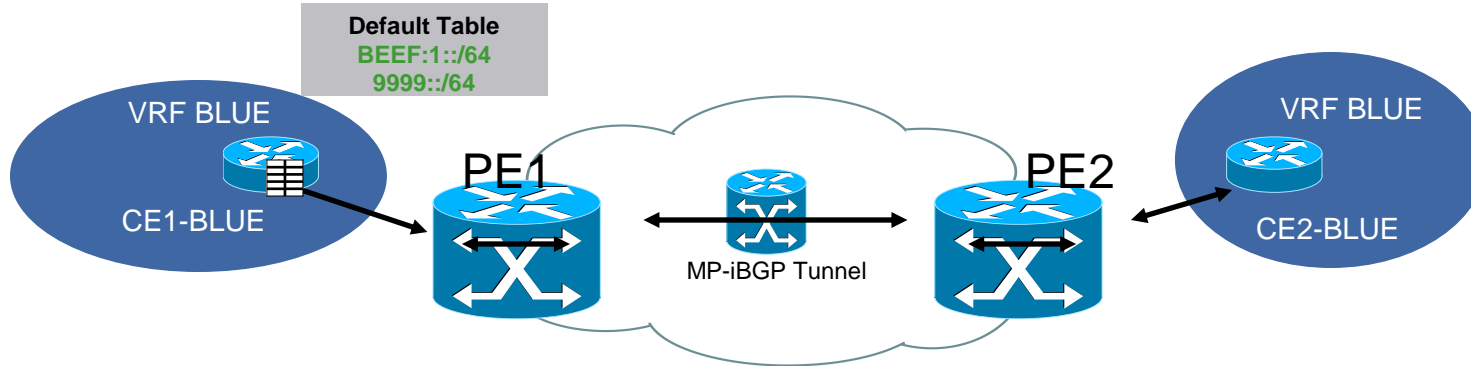 Default Table
BEEF:1::/64
9999::/64
VRF BLUE
CE1-BLUE
PE1
MP-iBGP Tunnel
PE2
VRF BLUE
CE2-BLUE